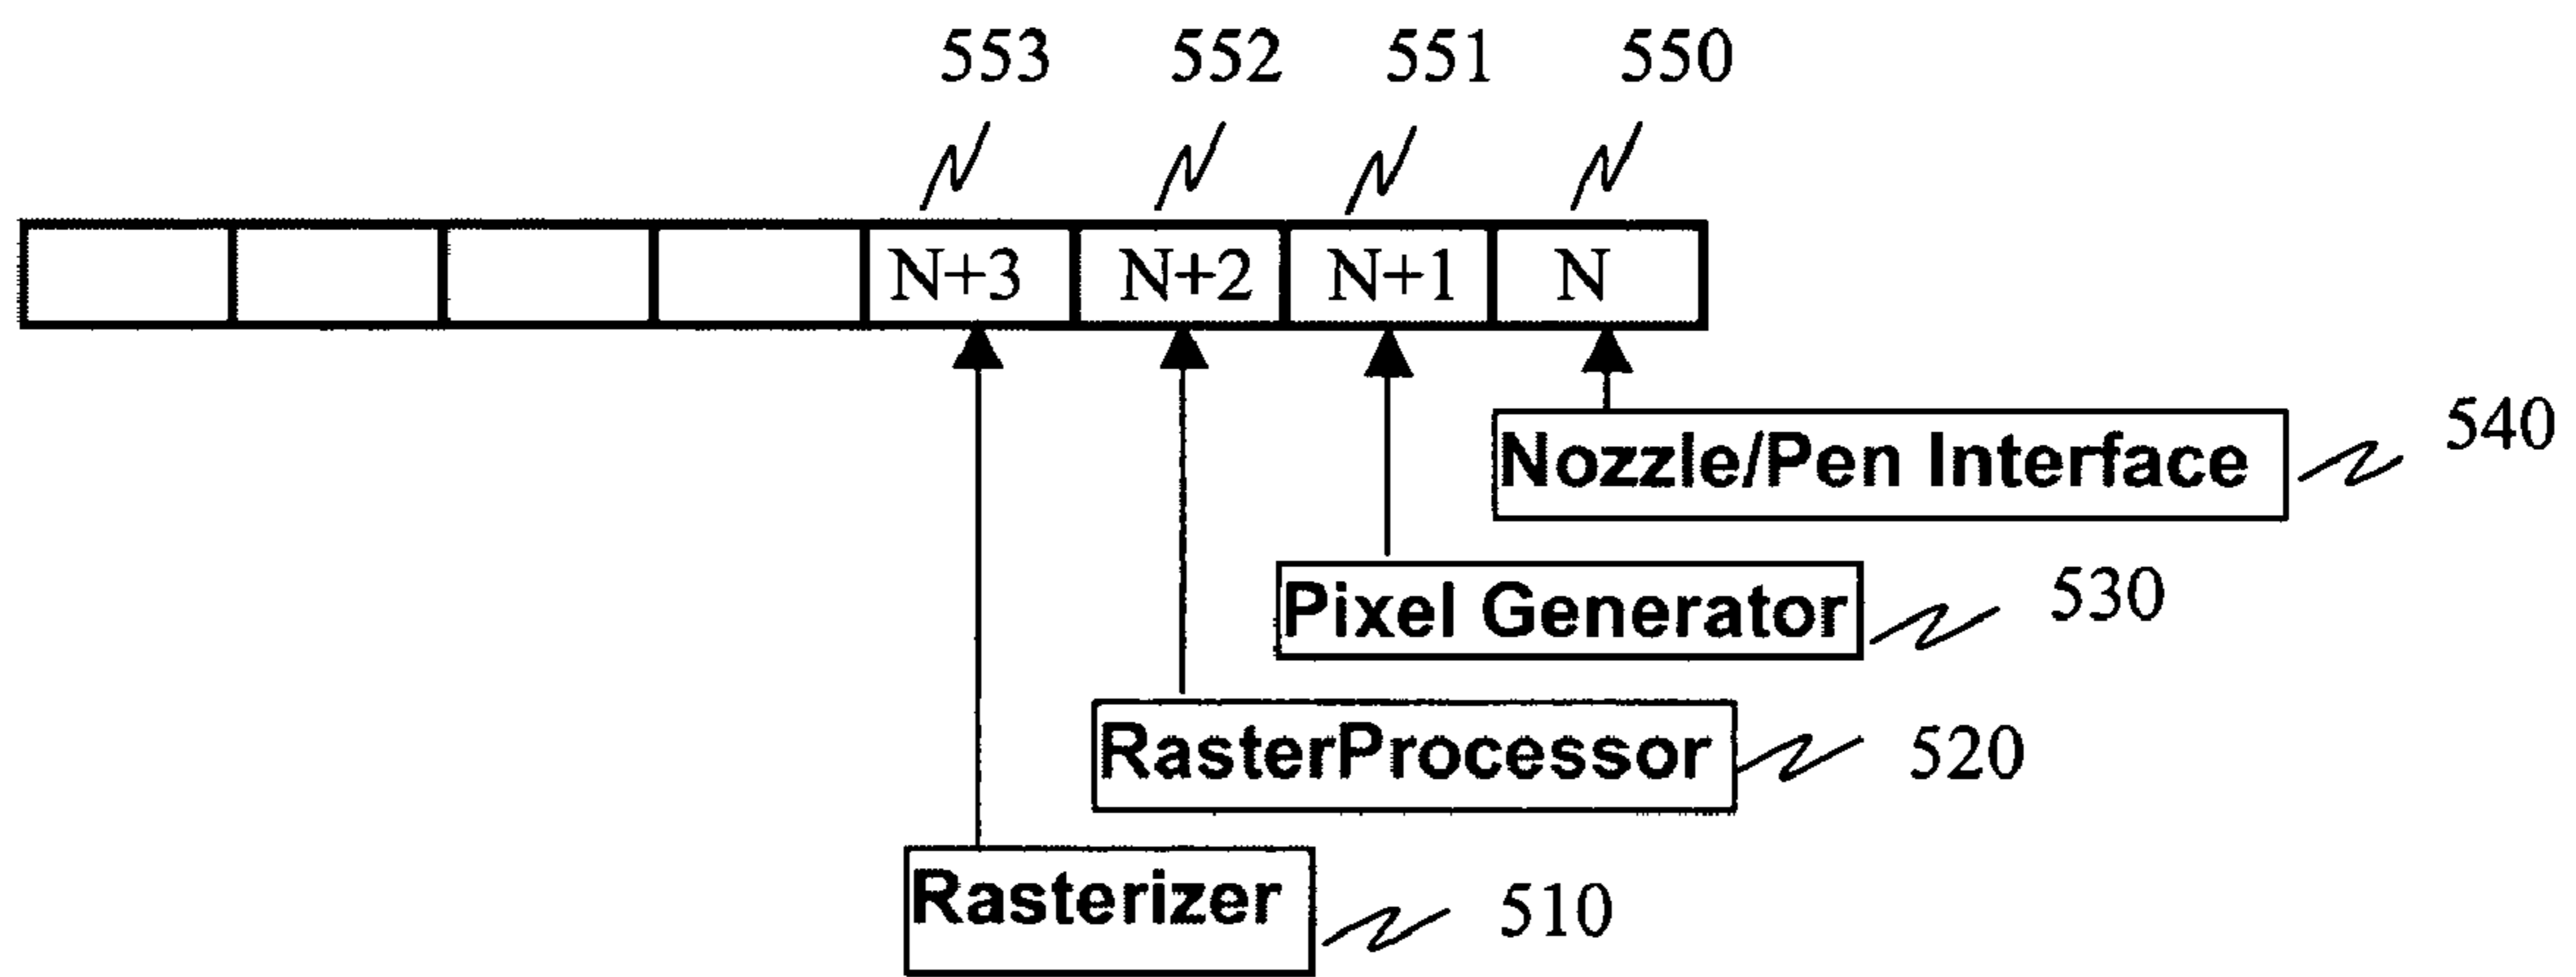 553 552 551 550
N+3 N+2 N+1 N
Nozzle/Pen Interface 540
Pixel Generator 530
RasterProcessor 520
Rasterizer 510